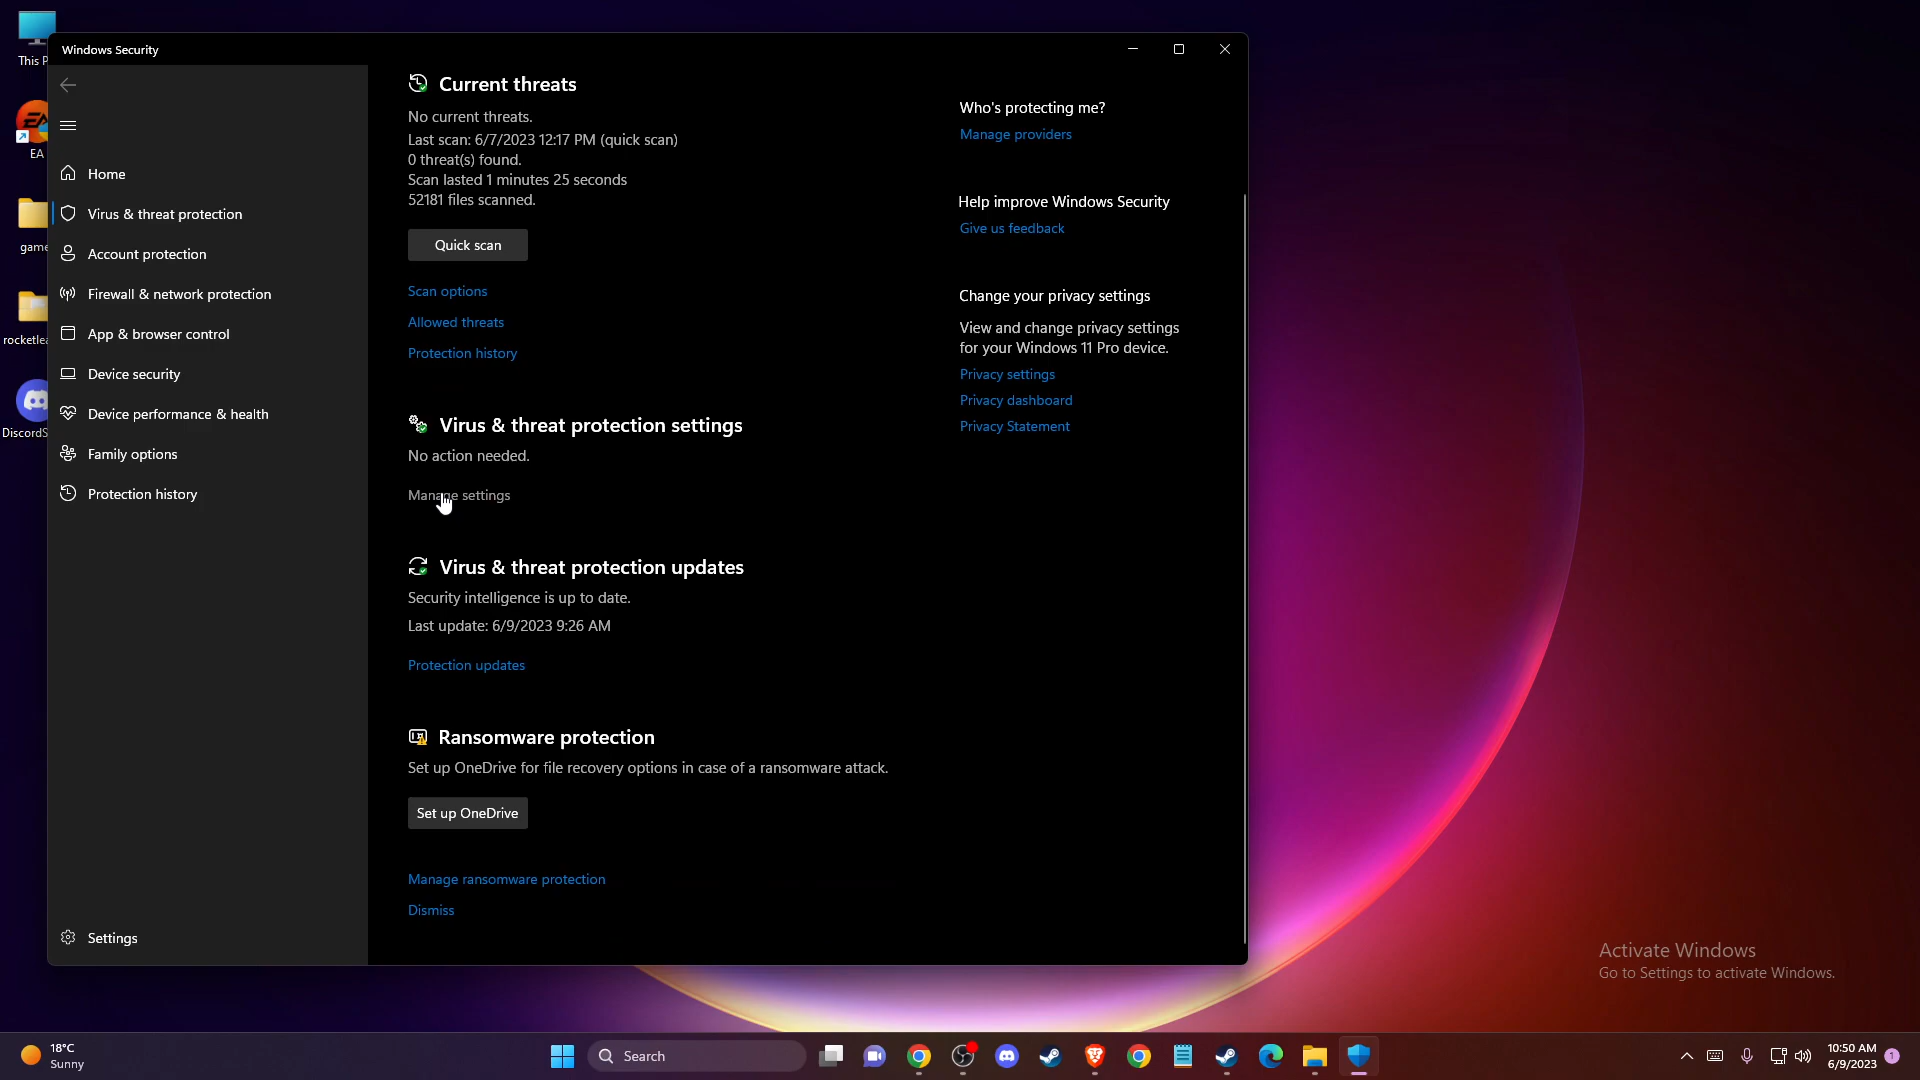 This P
EA
game
rocketlea
DiscordS
Windows Security
Home
Virus & threat protection
Account protection
Firewall & network protection
App & browser control
Device security
Device performance & health
Family options
Protection history
Settings
Current threats
No current threats.
Last scan: 6/7/2023 12:17 PM (quick scan)
0 threat(s) found.
Scan lasted 1 minutes 25 seconds
52181 files scanned.
Quick scan
Scan options
Allowed threats
Protection history
Virus & threat protection settings
No action needed.
Manage settings
Virus & threat protection updates
Security intelligence is up to date.
Last update: 6/9/2023 9:26 AM
Protection updates
Ransomware protection
Set up OneDrive for file recovery options in case of a ransomware attack.
Set up OneDrive
Manage ransomware protection
Dismiss
Who's protecting me?
Manage providers
Help improve Windows Security
Give us feedback
Change your privacy settings
View and change privacy settings
for your Windows 11 Pro device.
Privacy settings
Privacy dashboard
Privacy Statement
Activate Windows
Go to Settings to activate Windows.
18°C
Sunny
Search
10:50 AM
6/9/2023
1